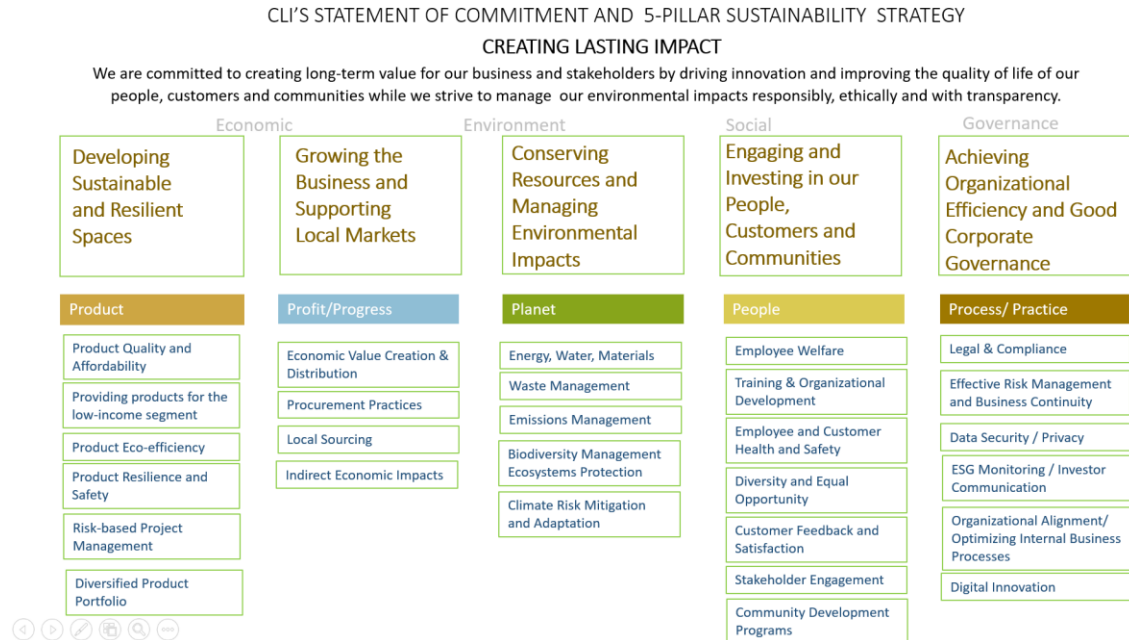 CLI'S STATEMENT OF COMMITMENT AND 5-PILLAR SUSTAINABILITY STRATEGY
CREATING LASTING IMPACT
We are committed to creating long-term value for our business and stakeholders by driving innovation and improving the quality of life of our
people, customers and communities while we strive to manage our environmental impacts responsibly, ethically and with transparency.
Economic
Environment
Social
Governance
Developing
Sustainable
and Resilient
Spaces
Growing the
Business and
Supporting
Local Markets
Conserving
Resources and
Managing
Environmental
Impacts
Engaging and
Investing in our
People,
Customers and
Communities
Achieving
Organizational
Efficiency and Good
Corporate
Governance
Product
Product Quality and
Affordability
Providing products for the
low-income segment
Product Eco-efficiency
Product Resilience and
Safety
Risk-based Project
Management
Diversified Product
Portfolio
Profit/Progress
Economic Value Creation &
Distribution
Procurement Practices
Local Sourcing
Indirect Economic Impacts
Planet
Energy, Water, Materials
Waste Management
Emissions Management
Biodiversity Management
Ecosystems Protection
Climate Risk Mitigation
and Adaptation
People
Employee Welfare
Training & Organizational
Development
Employee and Customer
Health and Safety
Diversity and Equal
Opportunity
Customer Feedback and
Satisfaction
Stakeholder Engagement
Community Development
Programs
Process/ Practice
Legal & Compliance
Effective Risk Management
and Business Continuity
Data Security / Privacy
ESG Monitoring / Investor
Communication
Organizational Alignment/
Optimizing Internal Business
Processes
Digital Innovation